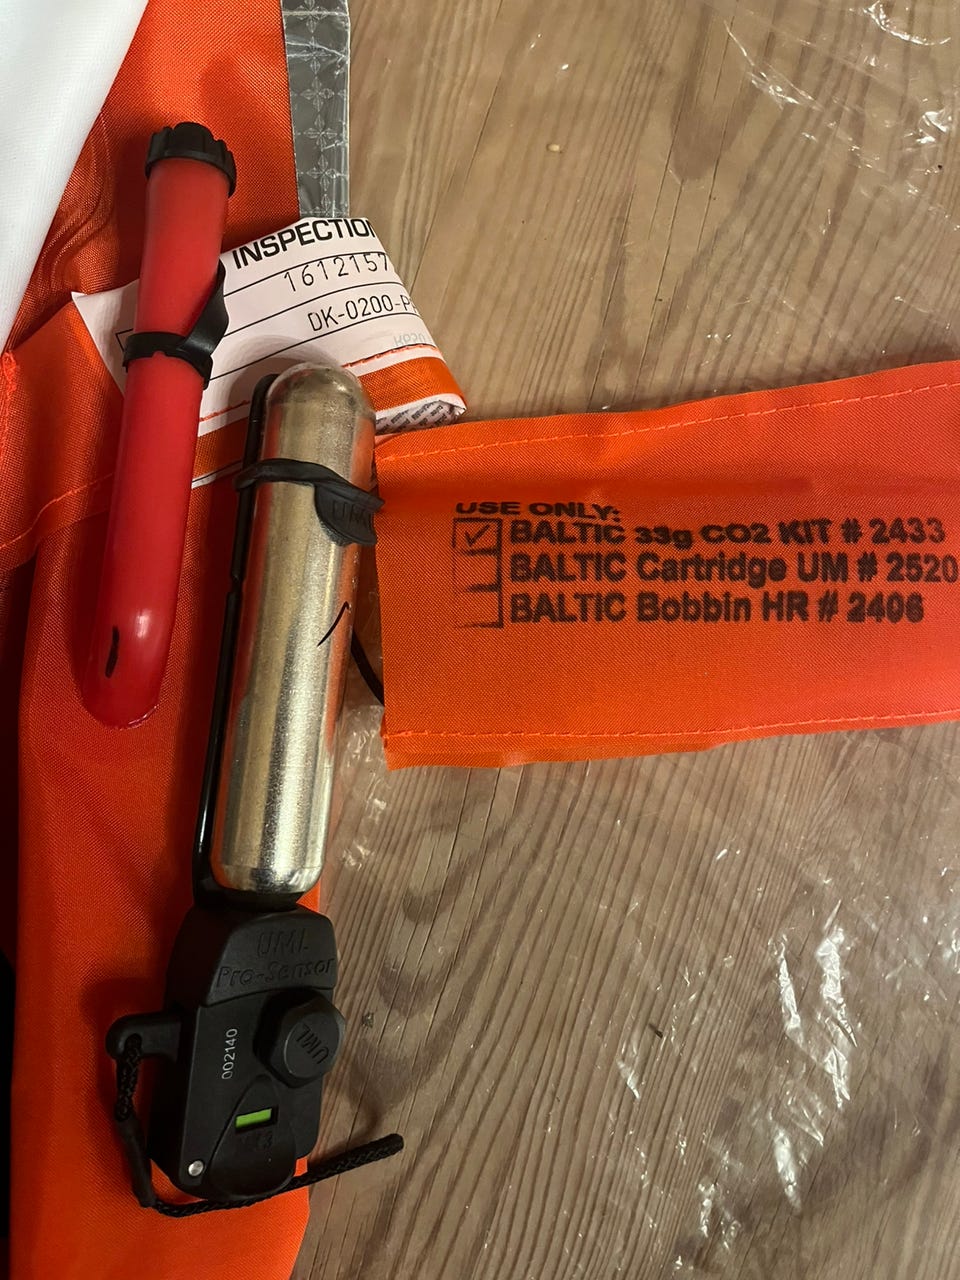 INSPECTION
1612157
DK-0200-P
USE ONLY:
BALTIC 33g CO2 KIT # 2433
BALTIC Cartridge UM # 2520
BALTIC Bobbin HR # 2406
UML
UML
Pro-Sensor
UML
002140